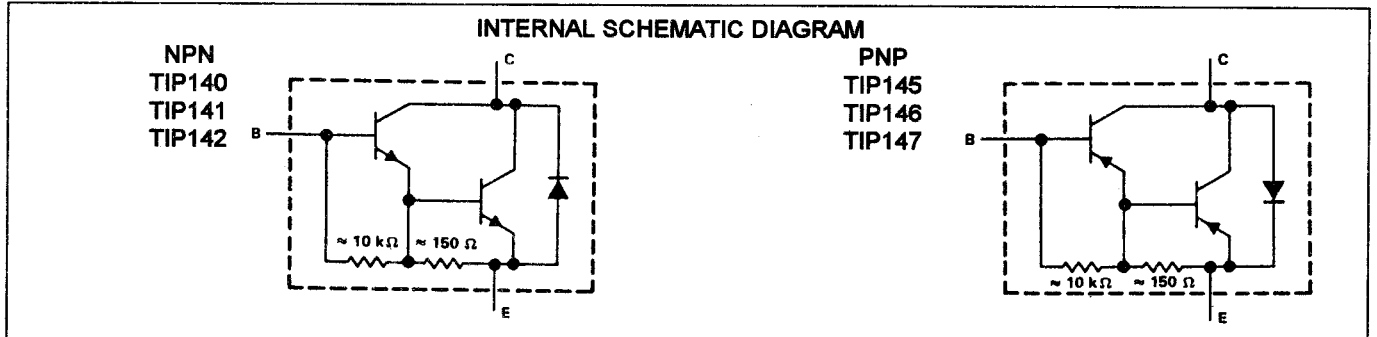 INTERNAL SCHEMATIC DIAGRAM
NPN
TIP140
TIP141
TIP142
B
C
≈ 10 kΩ ≈ 150 Ω
E
PNP
TIP145
TIP146
TIP147
B
C
≈ 10 kΩ ≈ 150 Ω
E